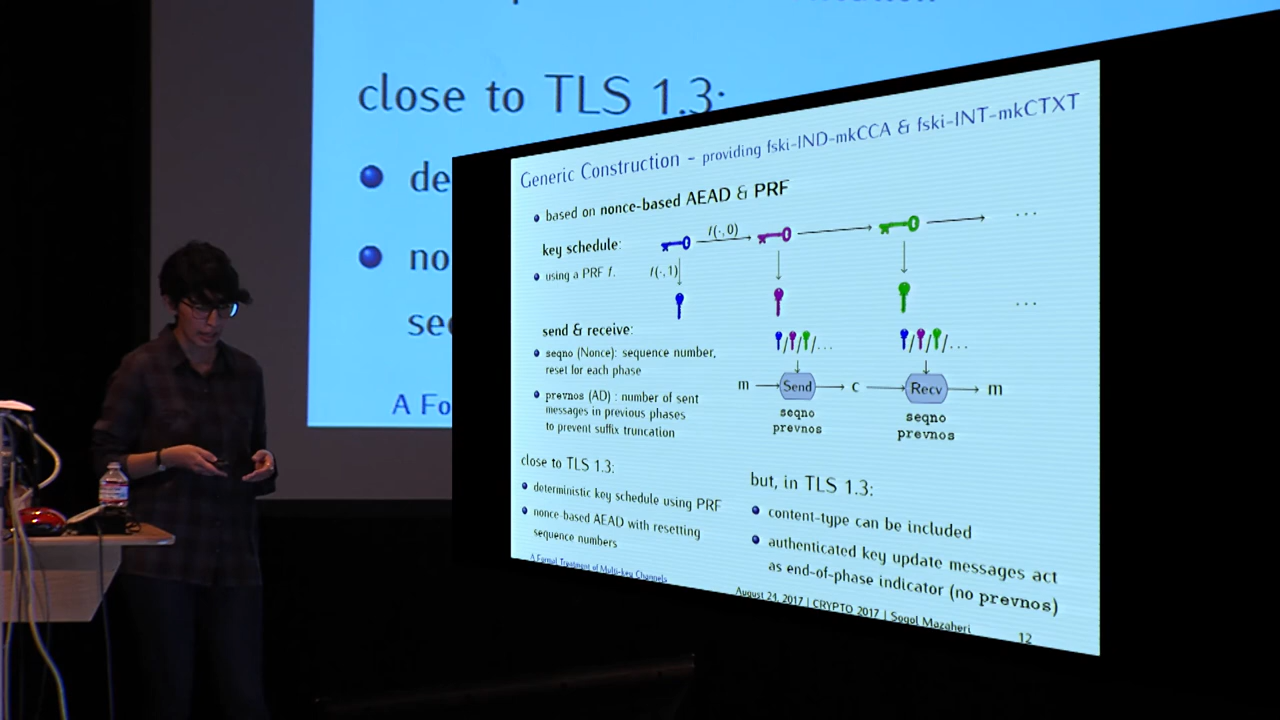 close to TLS 1.3:
de
no
se
A Fo
Generic Construction – providing fski-IND-mkCCA & fski-INT-mkCTXT
based on nonce-based AEAD & PRF
key schedule:
using a PRF f.
f(·, 0)
f(·, 1)
...
...
send & receive:
seqno (Nonce): sequence number,
reset for each phase
prevnos (AD) : number of sent
messages in previous phases
to prevent suffix truncation
/ / /...
/ / /...
m Send c Recv m
seqno
prevnos
seqno
prevnos
close to TLS 1.3:
deterministic key schedule using PRF
nonce-based AEAD with resetting
sequence numbers
but, in TLS 1.3:
content-type can be included
authenticated key update messages act
as end-of-phase indicator (no prevnos)
A Formal Treatment of Multi-key Channels
August 24, 2017 | CRYPTO 2017 | Sogol Mazaheri
12